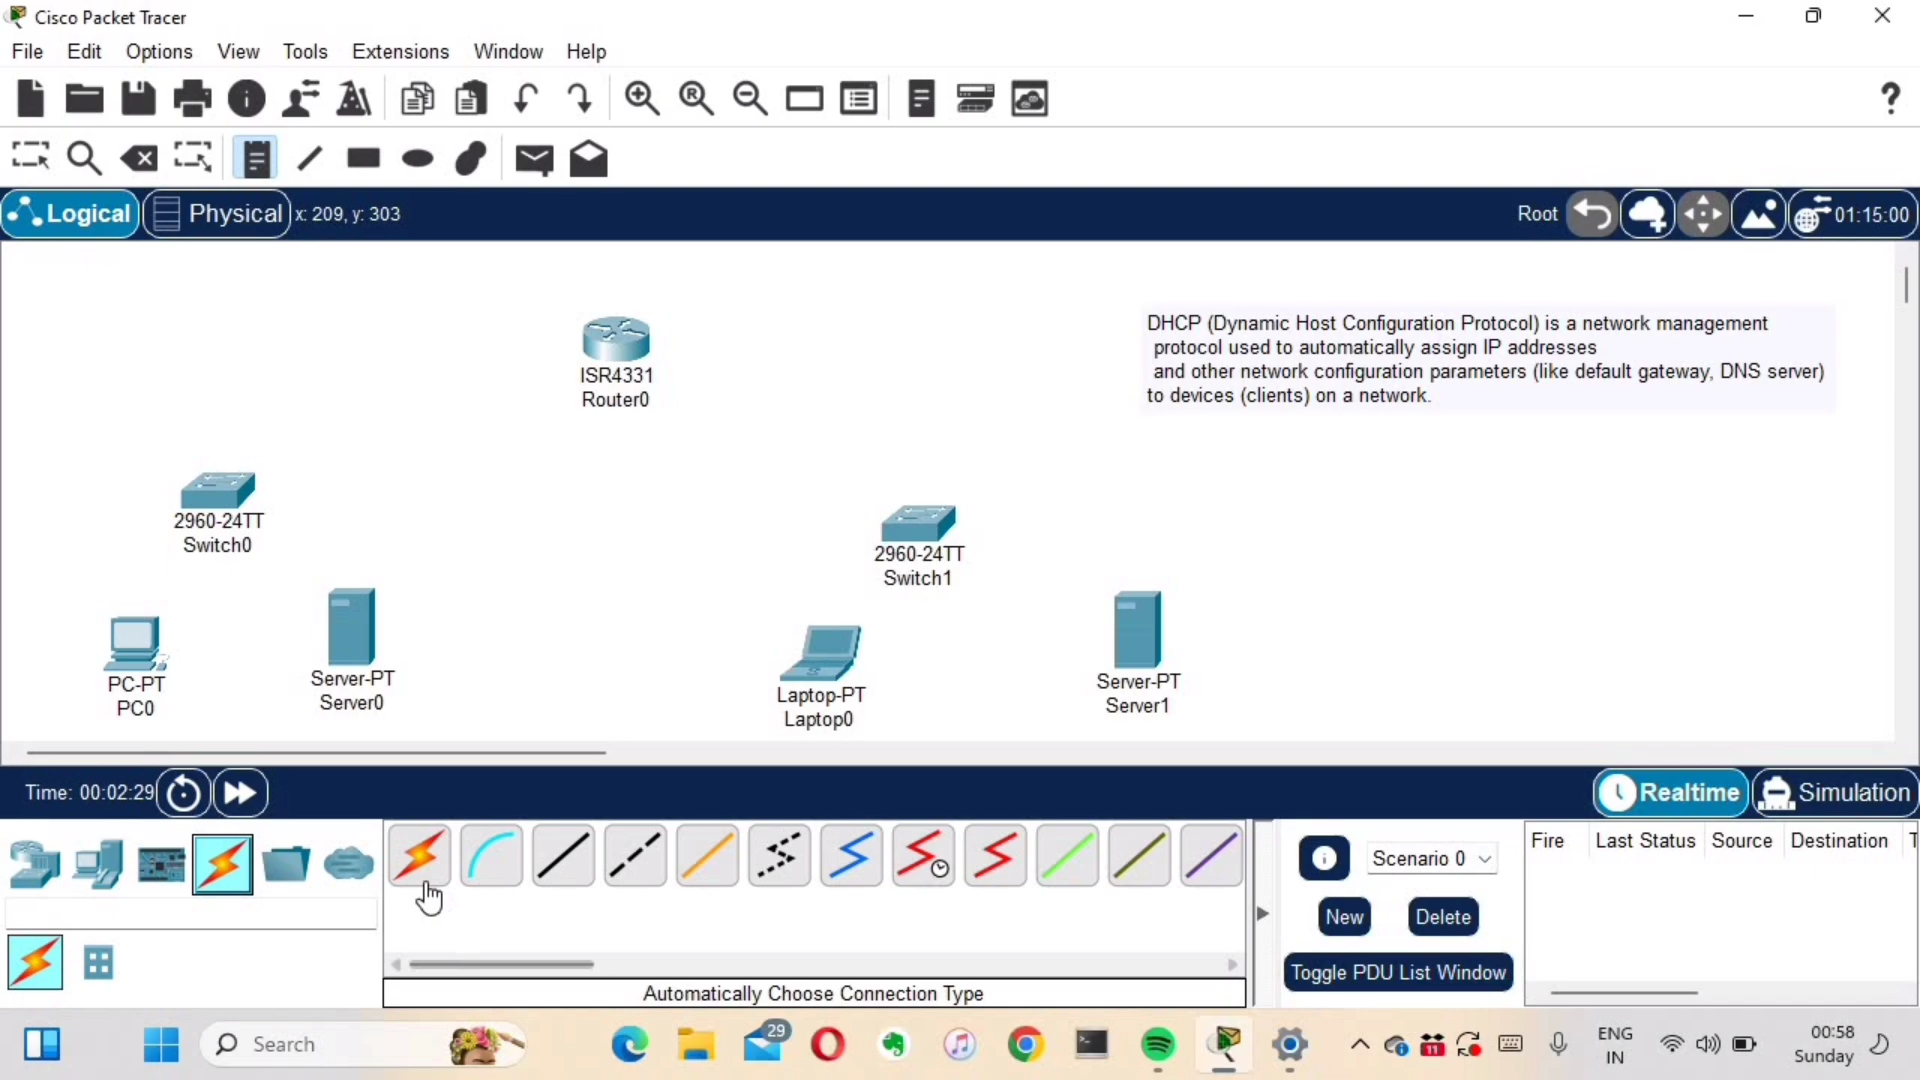 Cisco Packet Tracer
File Edit Options View Tools Extensions Window Help
Logical Physical x: 209, y: 303 Root 01:15:00
DHCP (Dynamic Host Configuration Protocol) is a network management
protocol used to automatically assign IP addresses
and other network configuration parameters (like default gateway, DNS server)
to devices (clients) on a network.
ISR4331
Router0
2960-24TT
Switch0
2960-24TT
Switch1
PC-PT
PC0
Server-PT
Server0
Laptop-PT
Laptop0
Server-PT
Server1
Time: 00:02:29 Realtime Simulation
Scenario 0
New Delete
Toggle PDU List Window
Fire Last Status Source Destination T
Automatically Choose Connection Type
Search
29
11
ENG
IN
00:58
Sunday